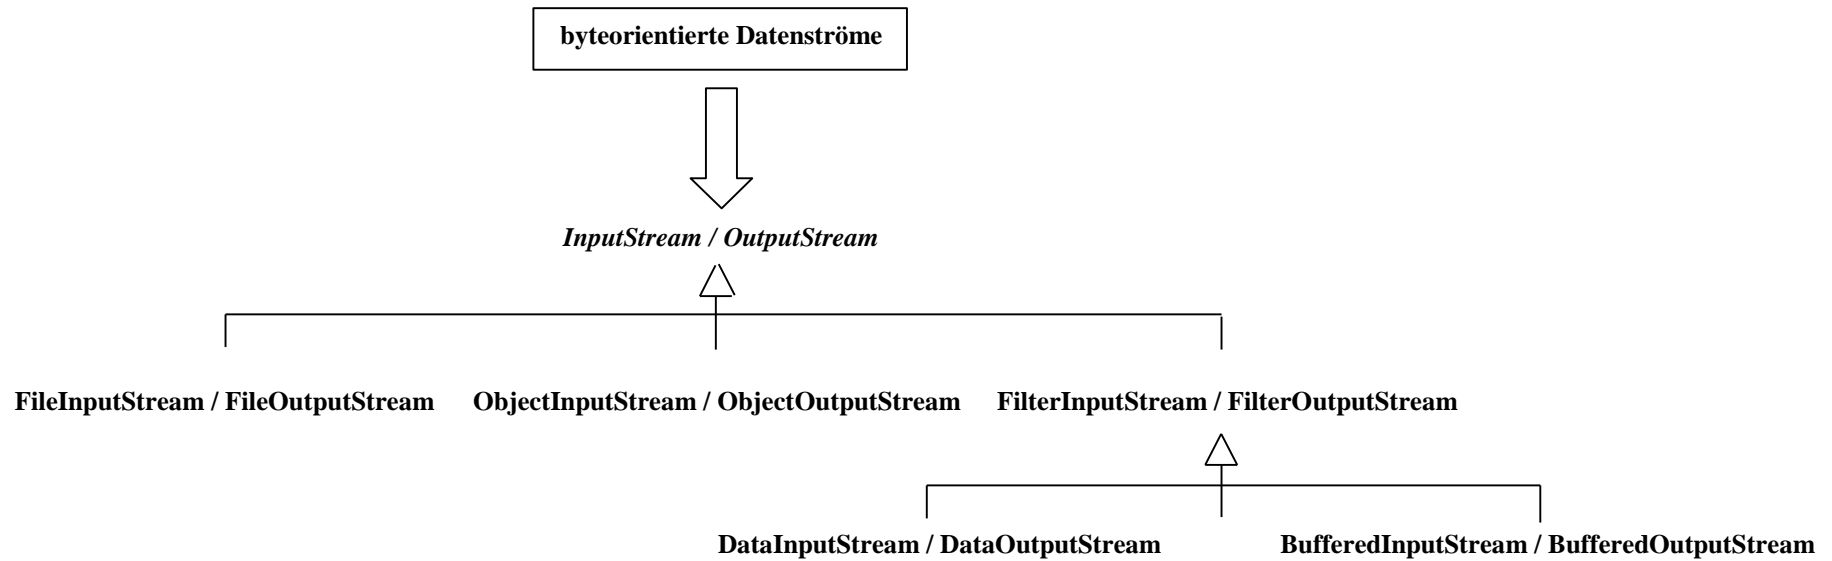 byteorientierte Datenströme
InputStream / OutputStream
FileInputStream / FileOutputStream
ObjectInputStream / ObjectOutputStream
FilterInputStream / FilterOutputStream
DataInputStream / DataOutputStream
BufferedInputStream / BufferedOutputStream